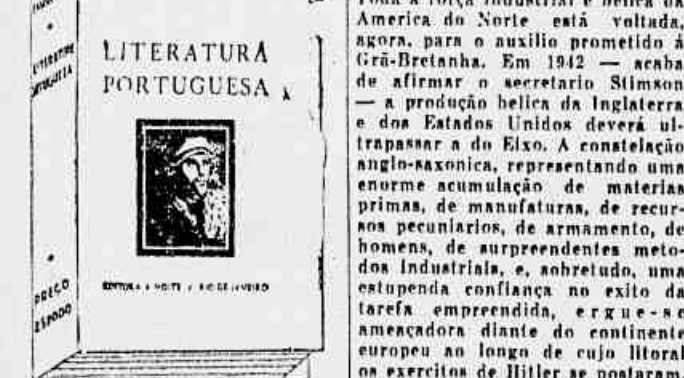 LITERATURA
PORTUGUESA
PREÇO
EDITORA A NOITE RIO DE JANEIRO
America do Norte está voltada,
agora, para o auxilio prometido á
Grã-Bretanha. Em 1942 — acaba
de afirmar o secretario Stimson
— a produção belica da Inglaterra
e dos Estados Unidos deverá ul-
trapassar a do Eixo. A constelação
anglo-saxonica, representando uma
enorme acumulação de materias
primas, de manufaturas, de recur-
sos pecuniarios, de armamento, de
homens, de surpreendentes meto-
dos industriais, e, sobretudo, uma
estupenda confiança no exito da
tarefa empreendida, ergue-se
ameaçadora diante do continente
europeu ao longo de cujo litoral
os exercitos de Hitler se postaram.